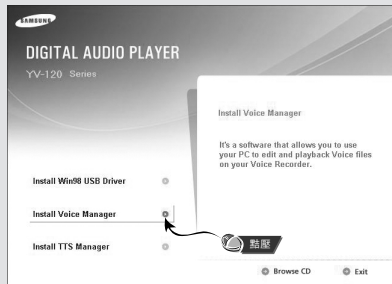 SAMSUNG
DIGITAL AUDIO PLAYER
YV-120 Series
Install Voice Manager
It's a software that allows you to use
your PC to edit and playback Voice files
on your Voice Recorder.
Install Win98 USB Driver
Install Voice Manager
Install TTS Manager
點壓
Browse CD
Exit